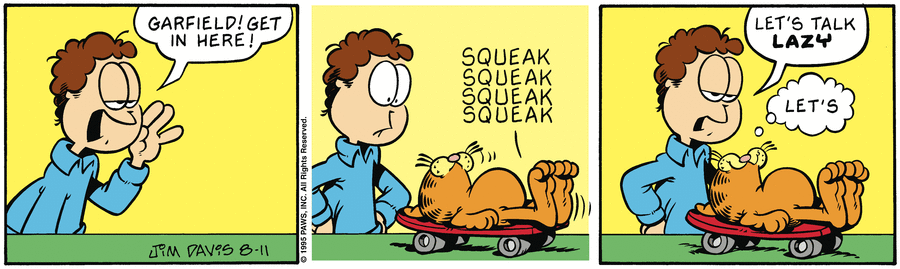 GARFIELD! GET
IN HERE!
JIM DAVIS 8-11
© 1995 PAWS, INC. All Rights Reserved.
SQUEAK
SQUEAK
SQUEAK
SQUEAK
LET'S TALK
LAZY
LET'S